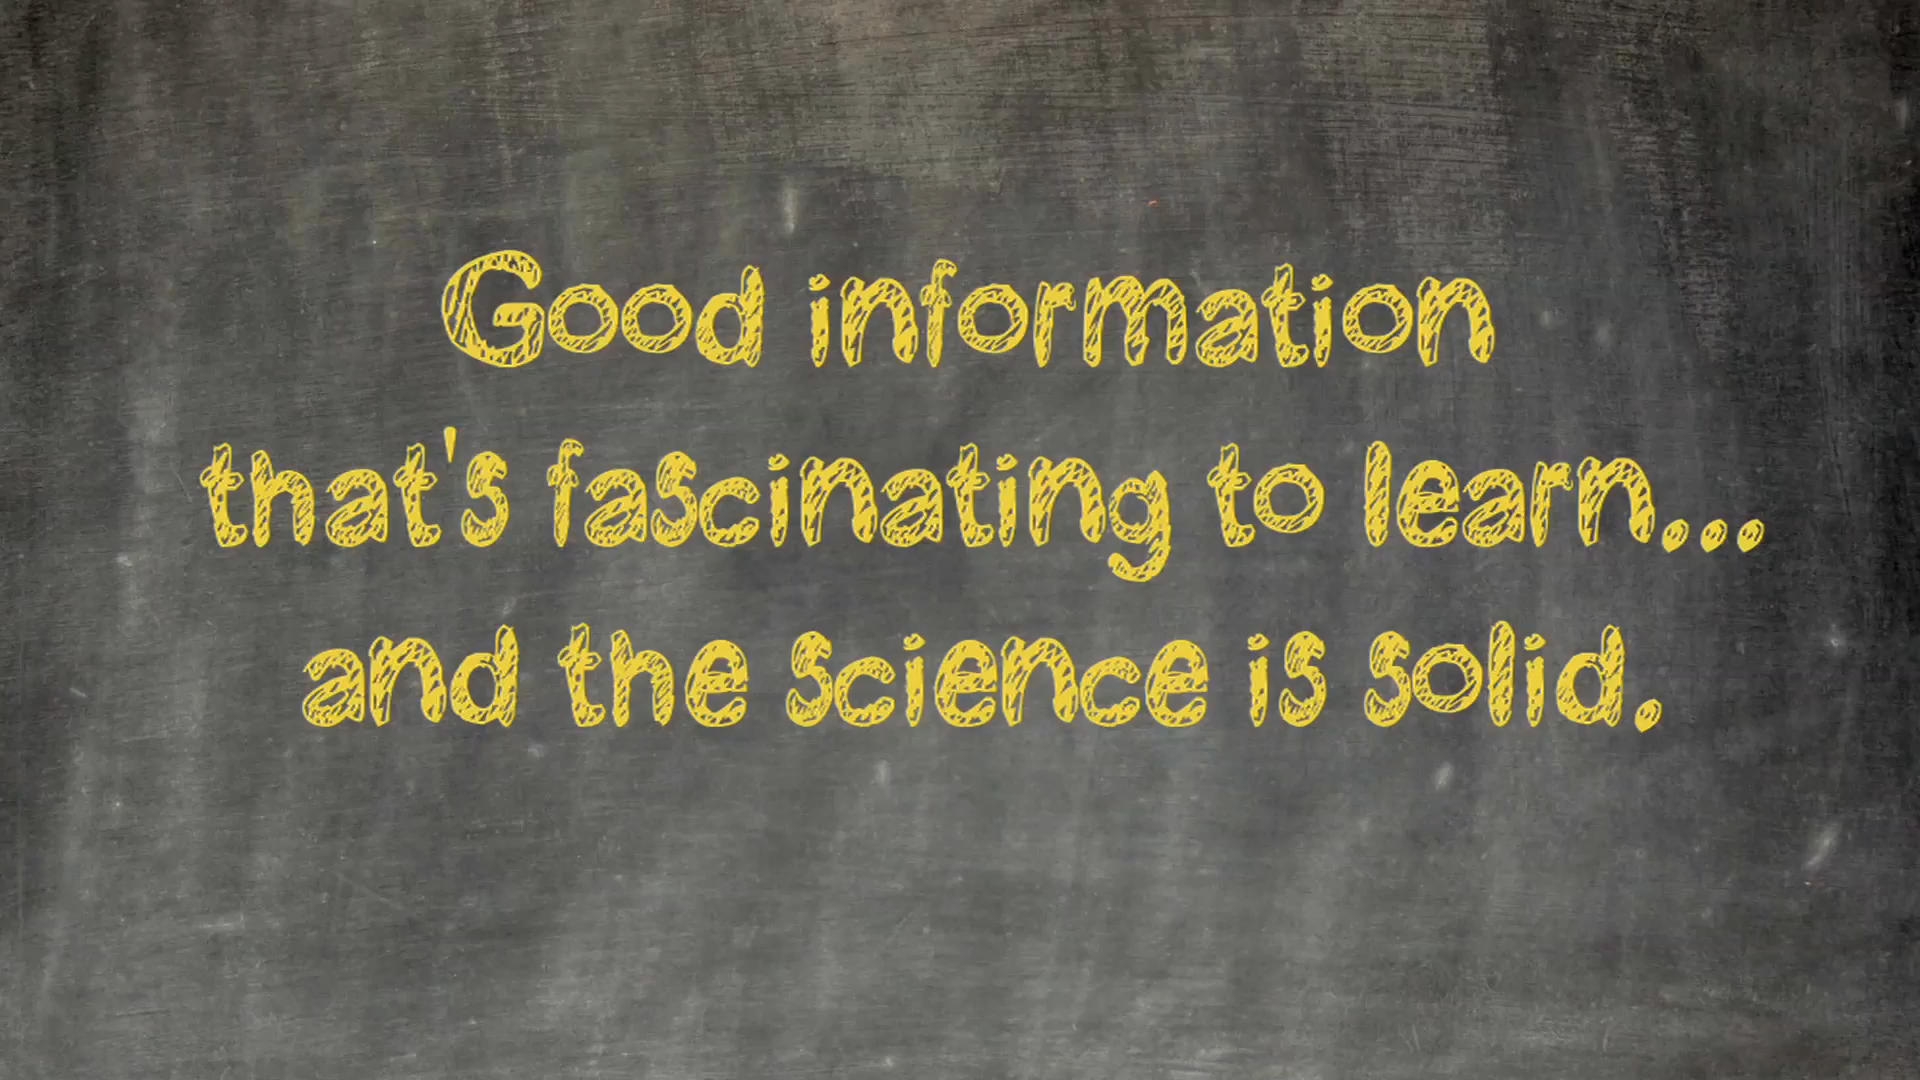 Good information
that's fascinating to learn...
and the science is solid.